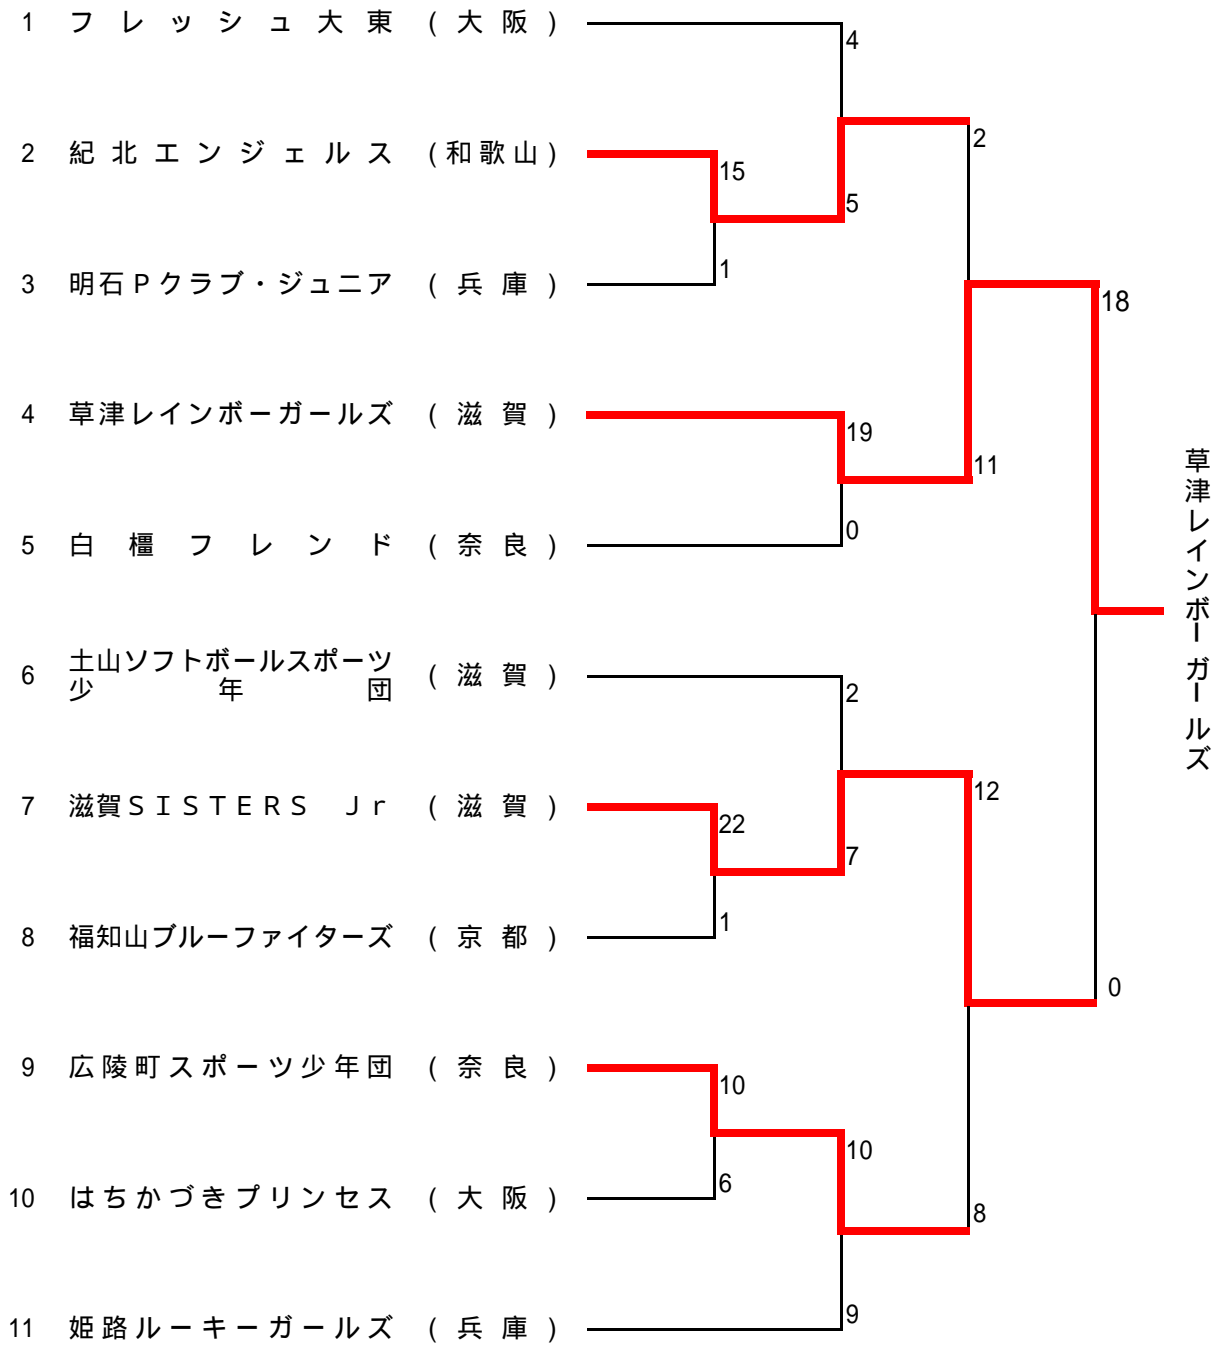 1 フレッシュ大東 (大阪)
4
2
2 紀北エンジェルス (和歌山)
15
5
1
3 明石Pクラブ・ジュニア (兵庫)
18
4 草津レインボーガールズ (滋賀)
19
11
0
5 白橿フレンド (奈良)
草津レインボーガールズ
6 土山ソフトボールスポーツ
少年団 (滋賀)
2
12
7 滋賀SISTERS Jr (滋賀)
22
7
1
8 福知山ブルーファイターズ (京都)
0
9 広陵町スポーツ少年団 (奈良)
10
10
6
10 はちかづきプリンセス (大阪)
8
9
11 姫路ルーキーガールズ (兵庫)